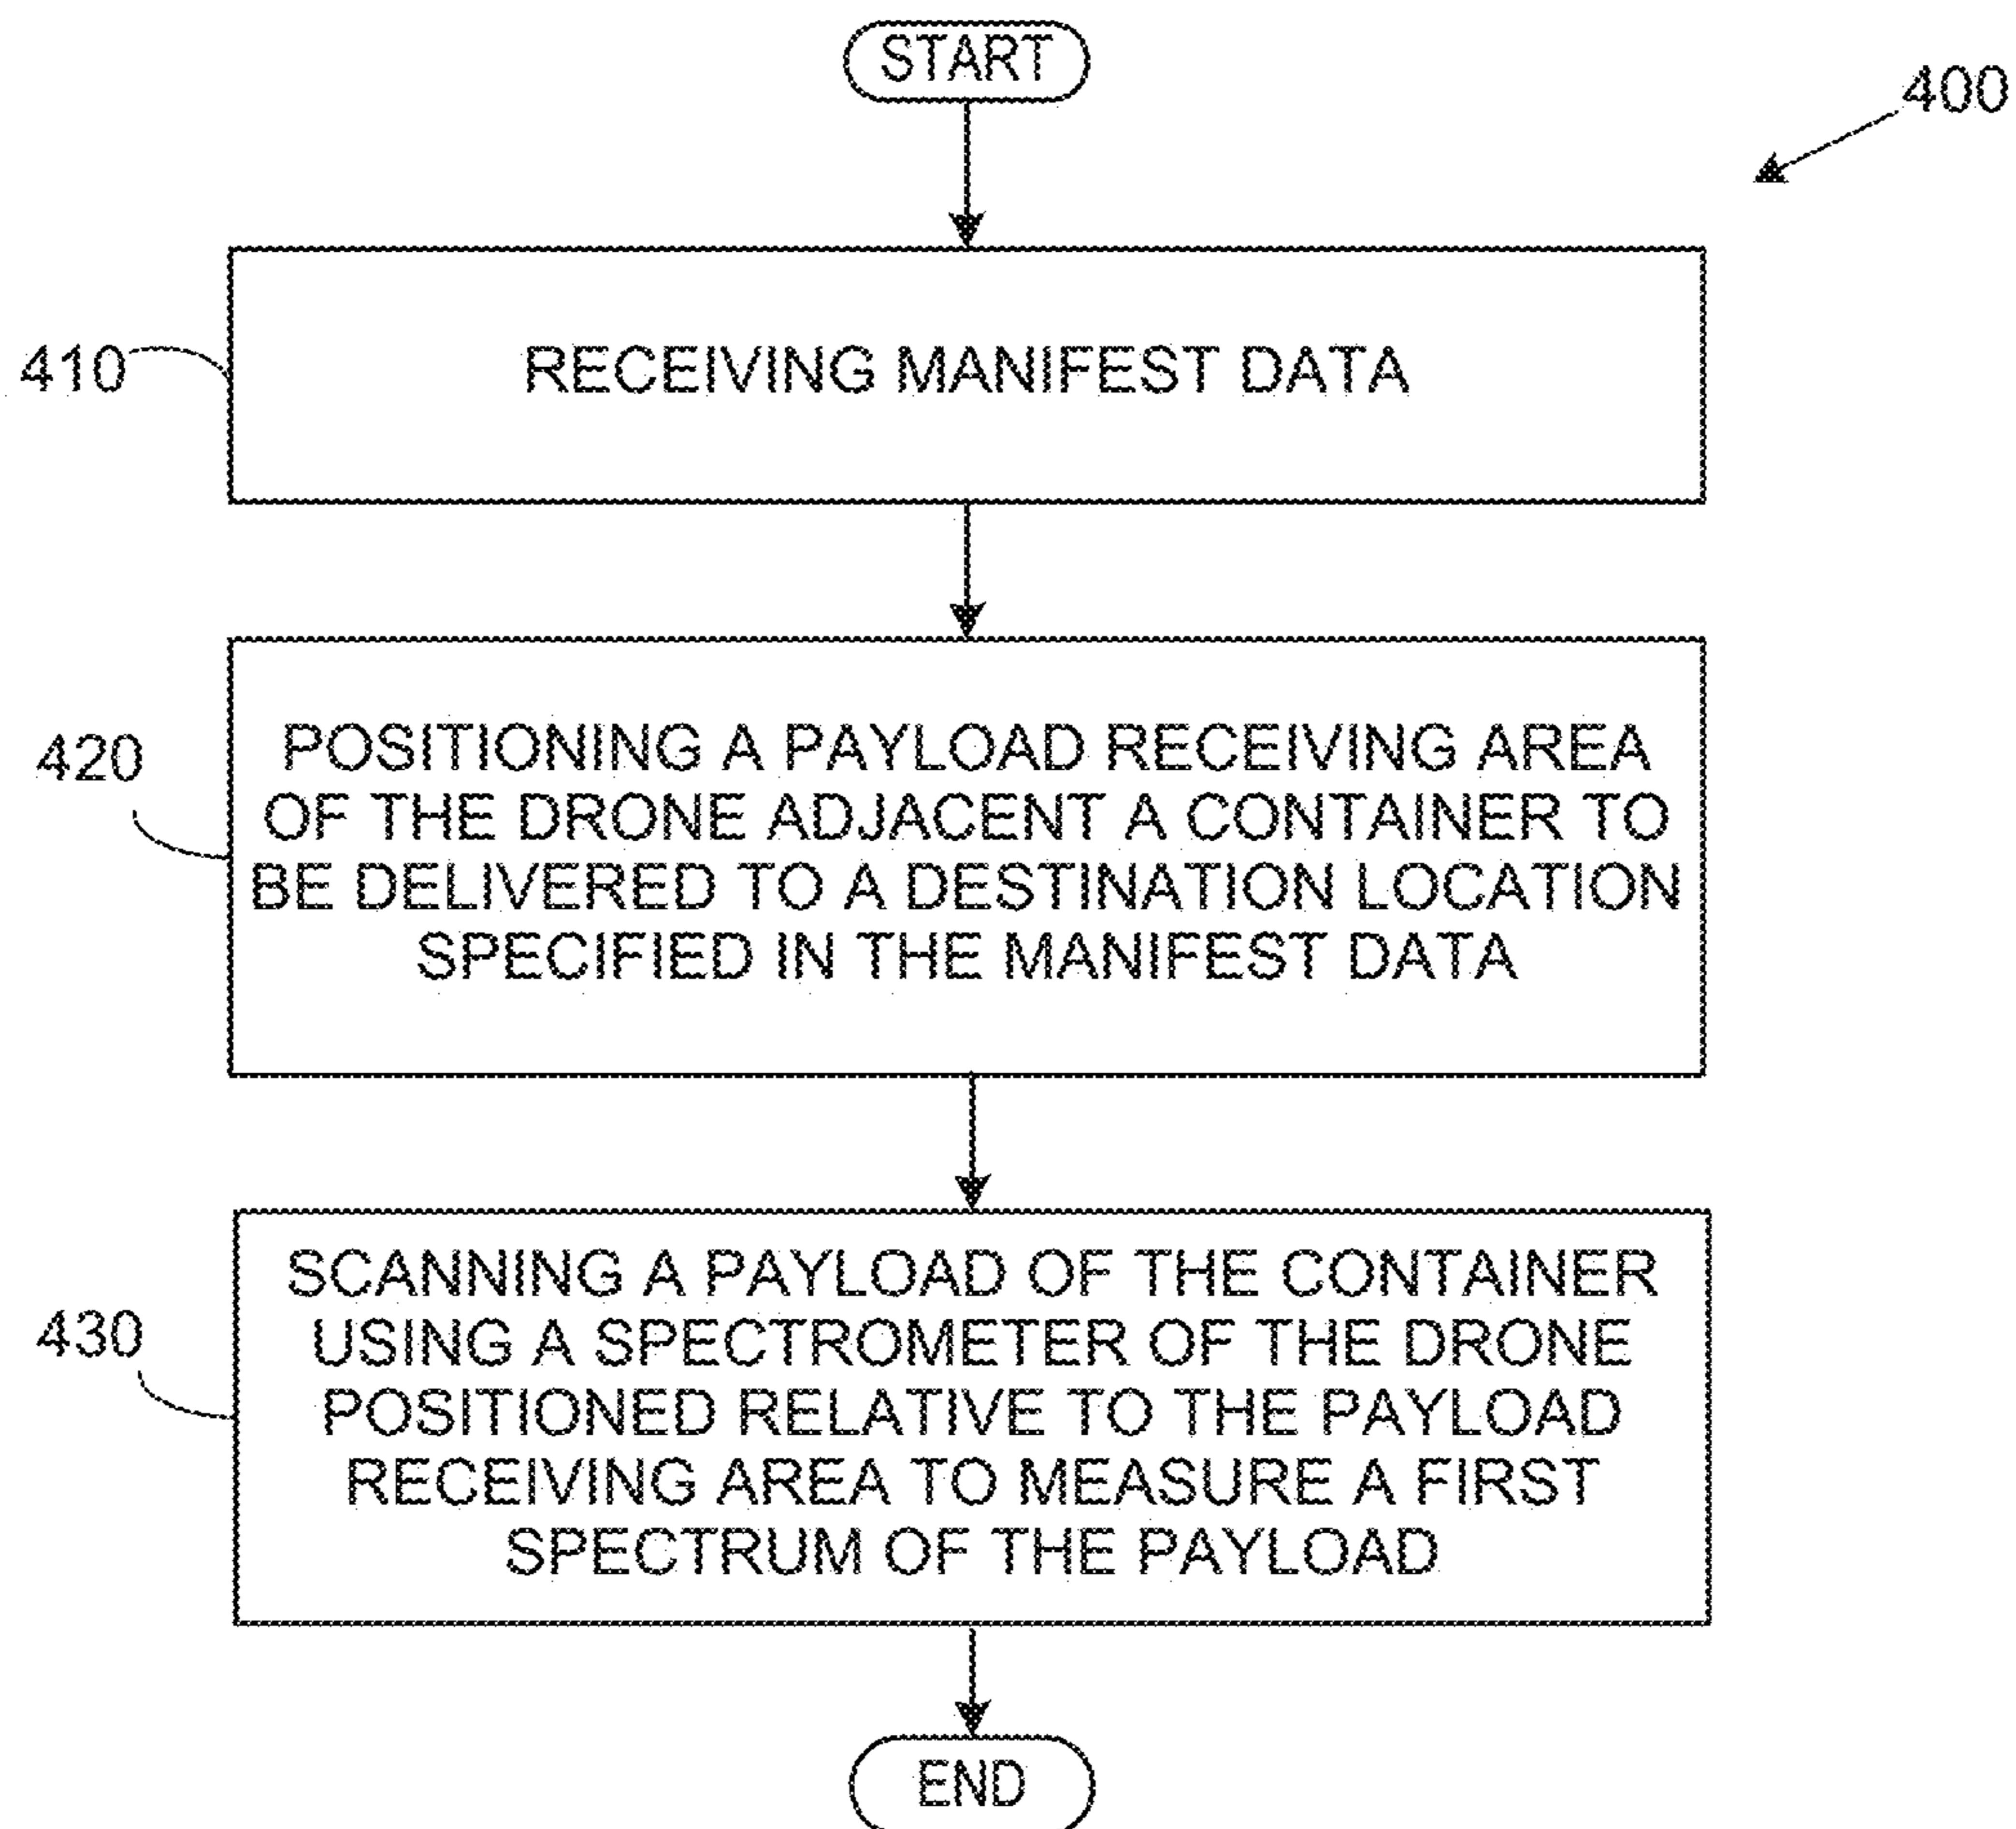 START
400
410
RECEIVING MANIFEST DATA
420
POSITIONING A PAYLOAD RECEIVING AREA
OF THE DRONE ADJACENT A CONTAINER TO
BE DELIVERED TO A DESTINATION LOCATION
SPECIFIED IN THE MANIFEST DATA
430
SCANNING A PAYLOAD OF THE CONTAINER
USING A SPECTROMETER OF THE DRONE
POSITIONED RELATIVE TO THE PAYLOAD
RECEIVING AREA TO MEASURE A FIRST
SPECTRUM OF THE PAYLOAD
END